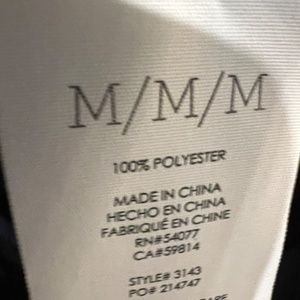 M/M/M
100% POLYESTER
MADE IN CHINA
HECHO EN CHINA
FABRIQUÉ EN CHINE
RN#54077
CA#59814
STYLE# 3143
PO# 214747